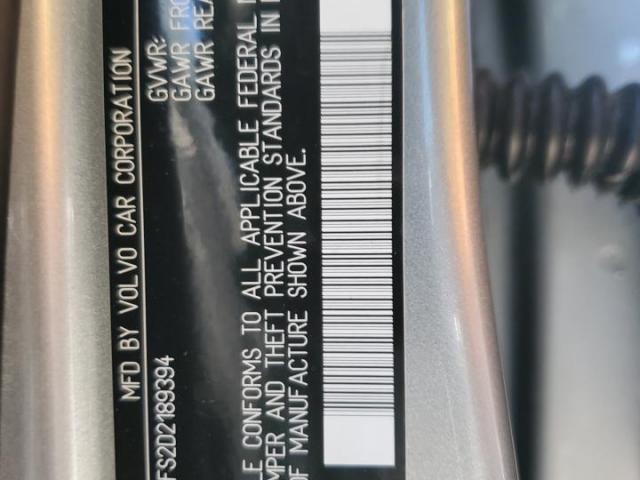 MFD BY VOLVO CAR CORPORATION
FS2D2189394 GVWR:
GAWR FRO
GAWR REA
LE CONFORMS TO ALL APPLICABLE FEDERAL
MPER AND THEFT PREVENTION STANDARDS IN
OF MANUFACTURE SHOWN ABOVE.